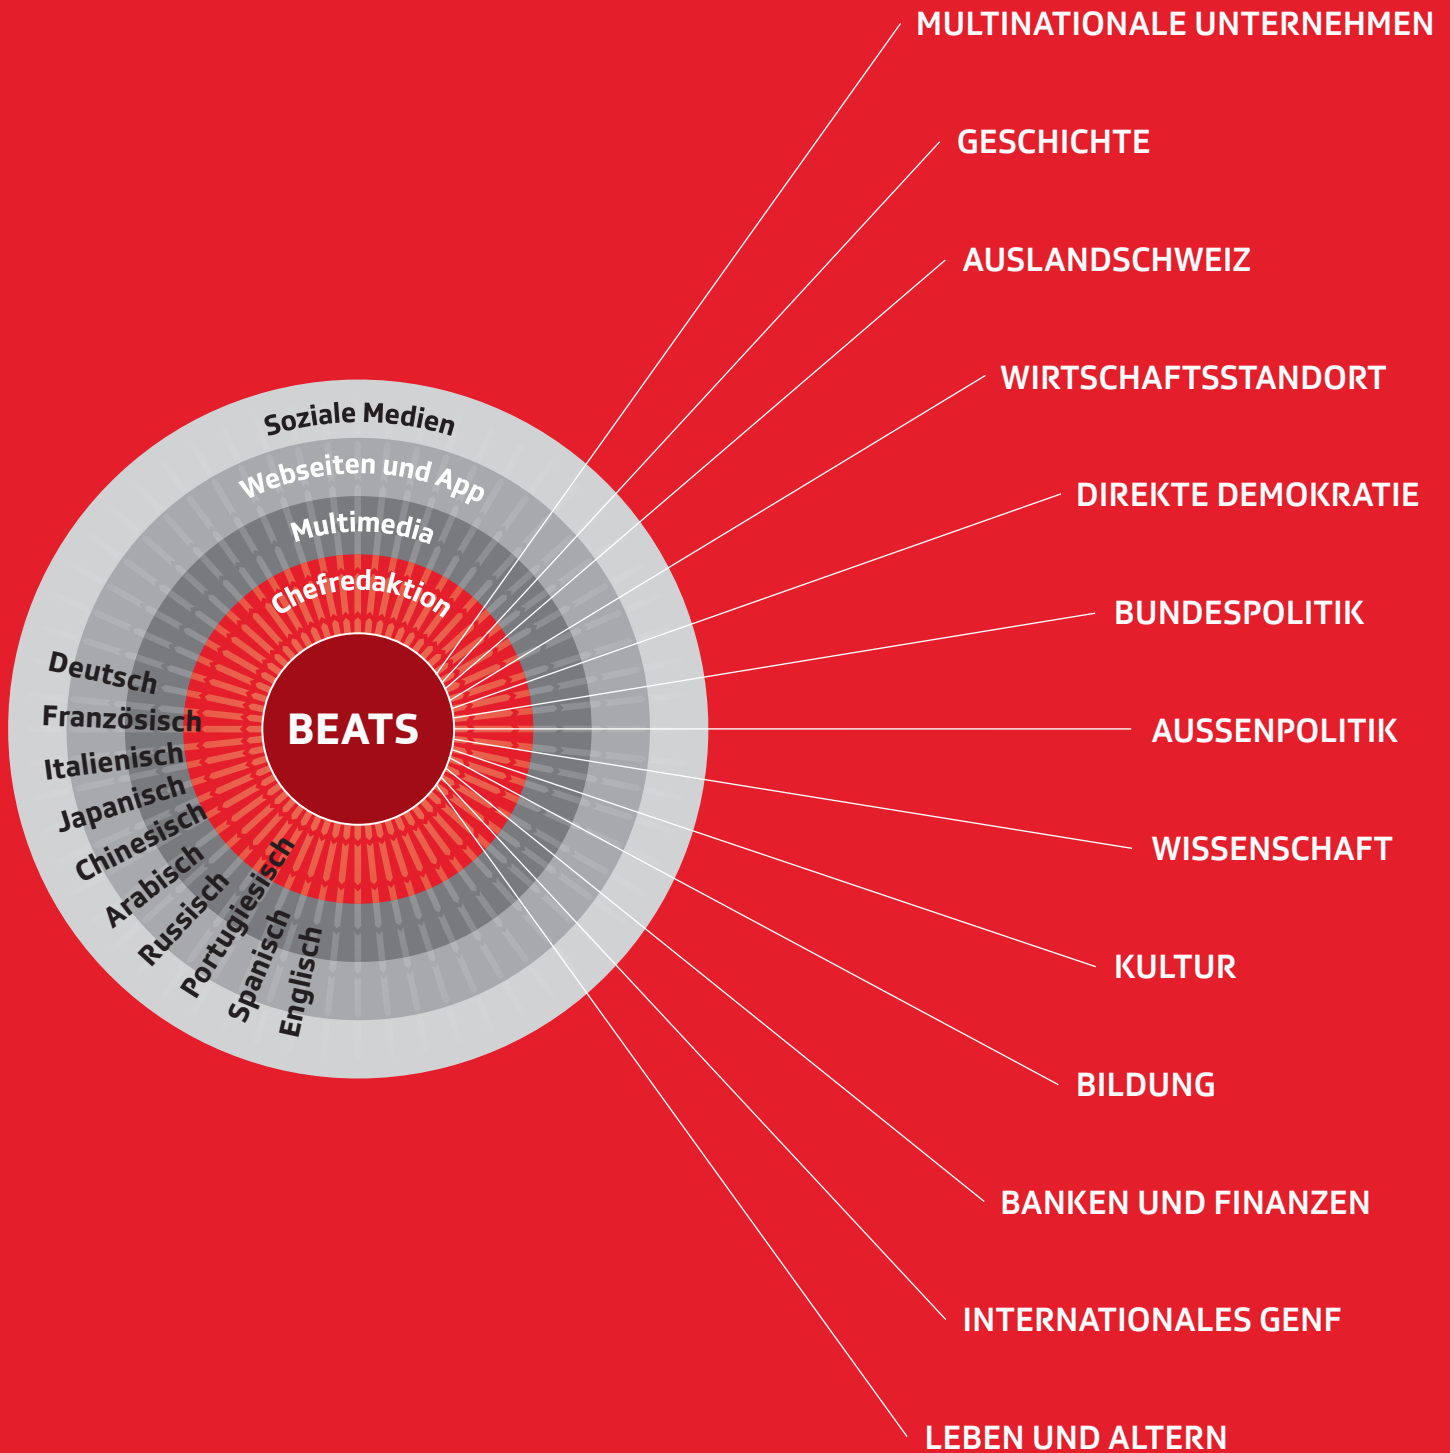 MULTINATIONALE UNTERNEHMEN
GESCHICHTE
AUSLANDSCHWEIZ
WIRTSCHAFTSSTANDORT
DIREKTE DEMOKRATIE
BUNDESPOLITIK
AUSSENPOLITIK
WISSENSCHAFT
KULTUR
BILDUNG
BANKEN UND FINANZEN
INTERNATIONALES GENF
LEBEN UND ALTERN
Soziale Medien
Webseiten und App
Multimedia
Chefredaktion
BEATS
Deutsch
Französisch
Italienisch
Japanisch
Chinesisch
Arabisch
Russisch
Portugiesisch
Spanisch
Englisch